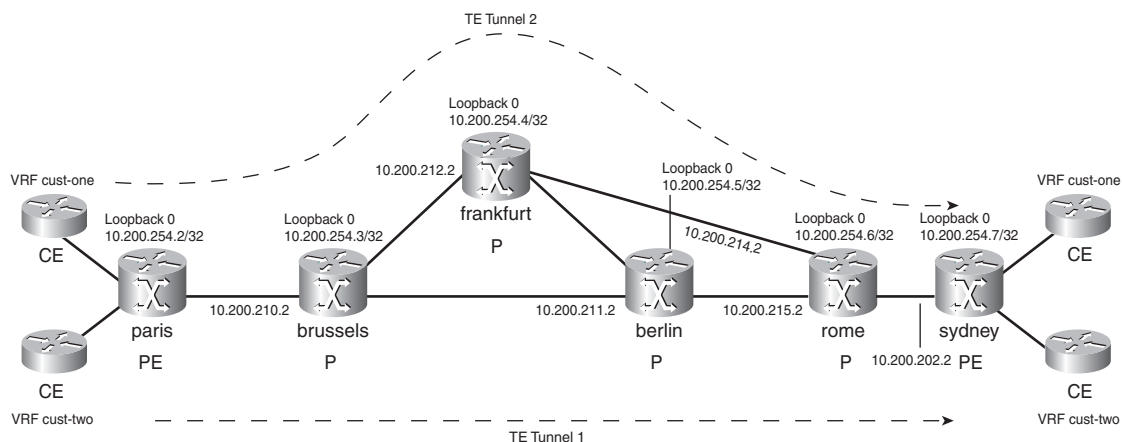 TE Tunnel 2
Loopback 0
10.200.254.4/32
10.200.212.2
frankfurt
P
Loopback 0
10.200.254.5/32
10.200.214.2
VRF cust-one
CE
Loopback 0
10.200.254.2/32
Loopback 0
10.200.254.3/32
Loopback 0
10.200.254.6/32
Loopback 0
10.200.254.7/32
VRF cust-one
CE
10.200.210.2
10.200.211.2
10.200.215.2
paris
brussels
berlin
rome
sydney
PE
P
P
P
PE
10.200.202.2
CE
VRF cust-two
CE
VRF cust-two
TE Tunnel 1